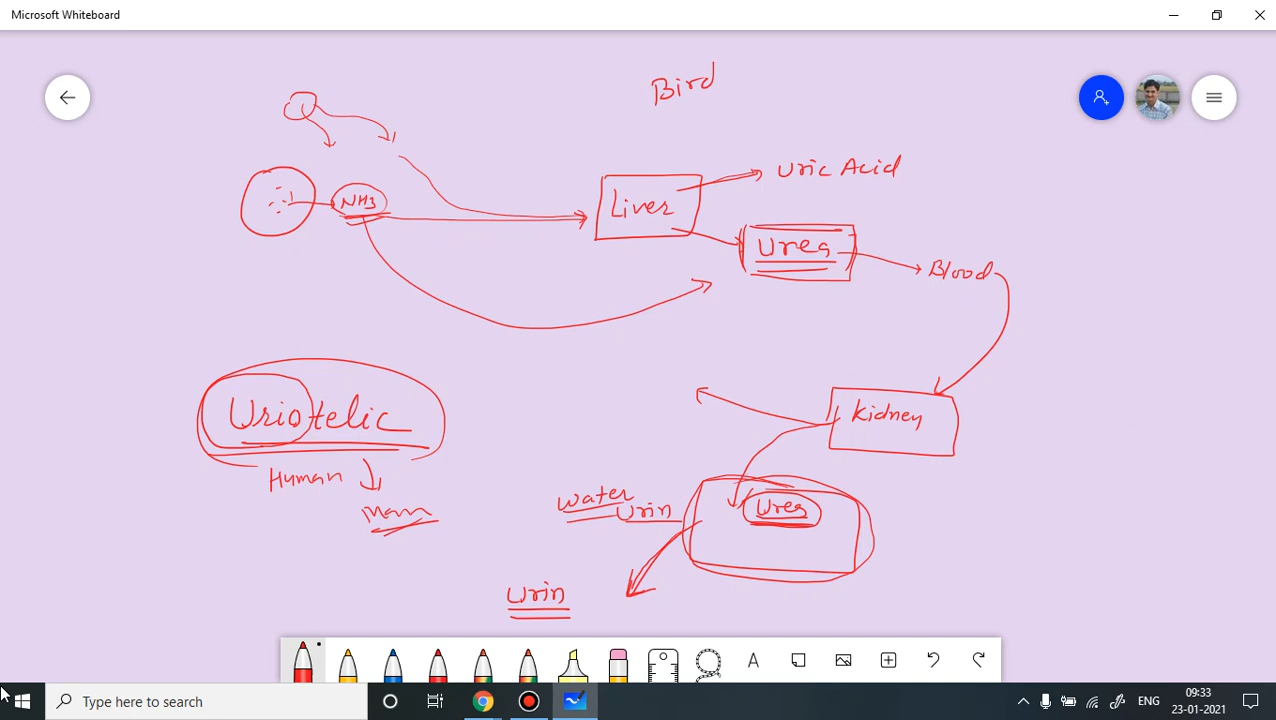 Microsoft Whiteboard
Bird
Uric Acid
NH3
Liver
Urea
Blood
Uriotelic
Kidney
Human
Mam
Water
Urin
Urea
Urin
A
Type here to search
ENG
09:33
23-01-2021